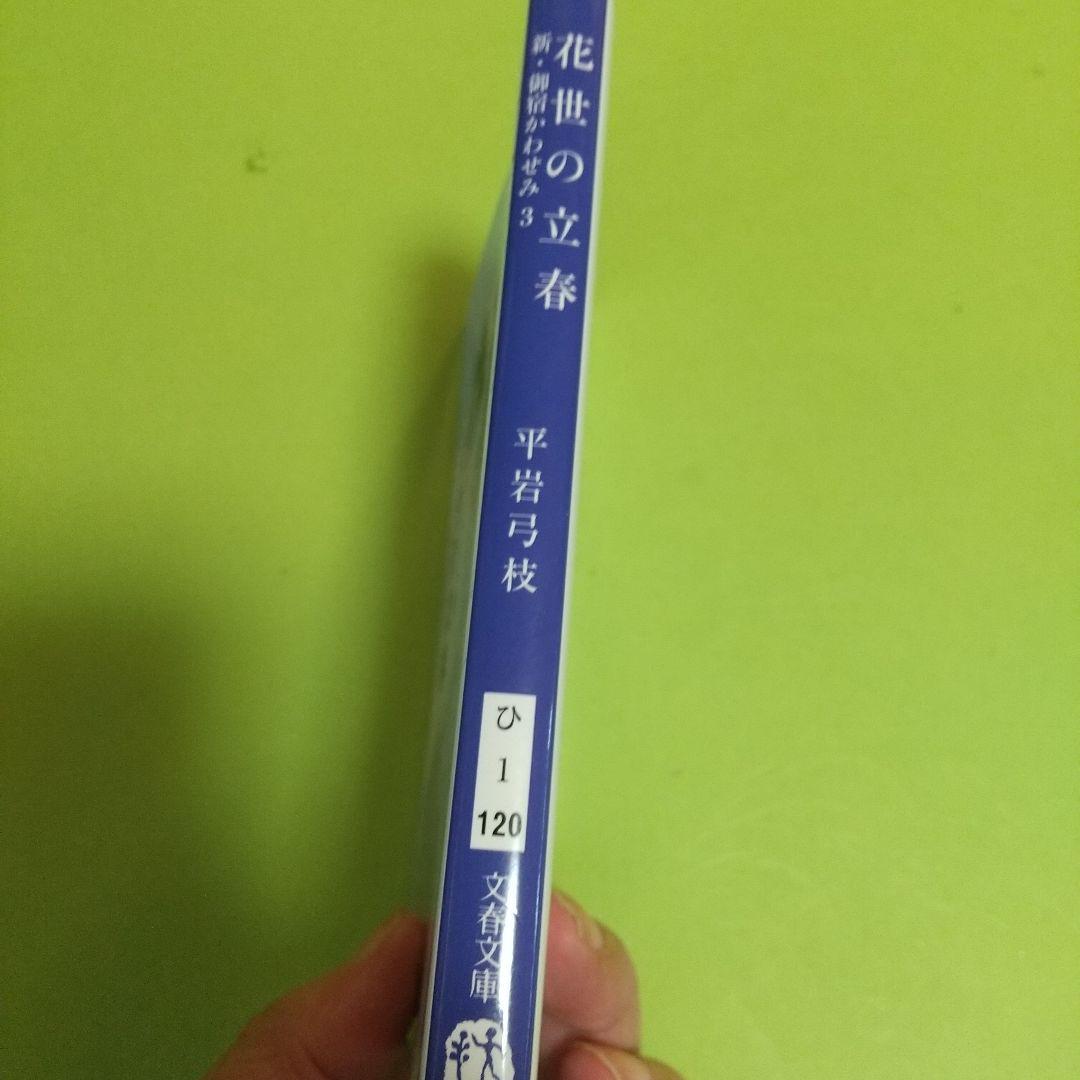 花世の立春
新・御宿かわせみ 3
平岩弓枝
ひ
1
120
文春文庫